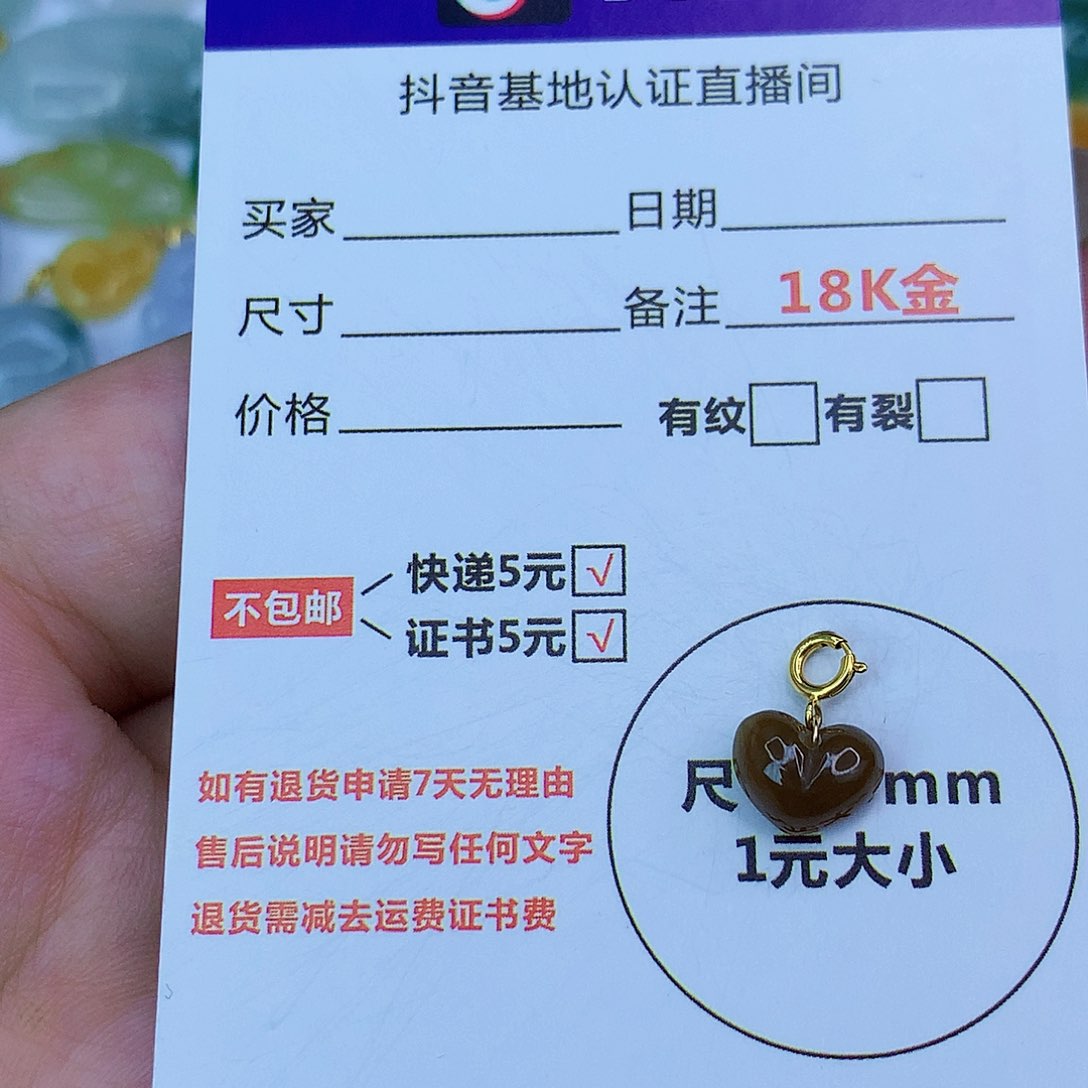 抖音基地认证直播间
买家 日期
尺寸 备注 18K金
价格 有纹 有裂
不包邮
快递5元 √
证书5元 √
如有退货申请7天无理由
售后说明请勿写任何文字
退货需减去运费证书费
尺 mm
1元大小